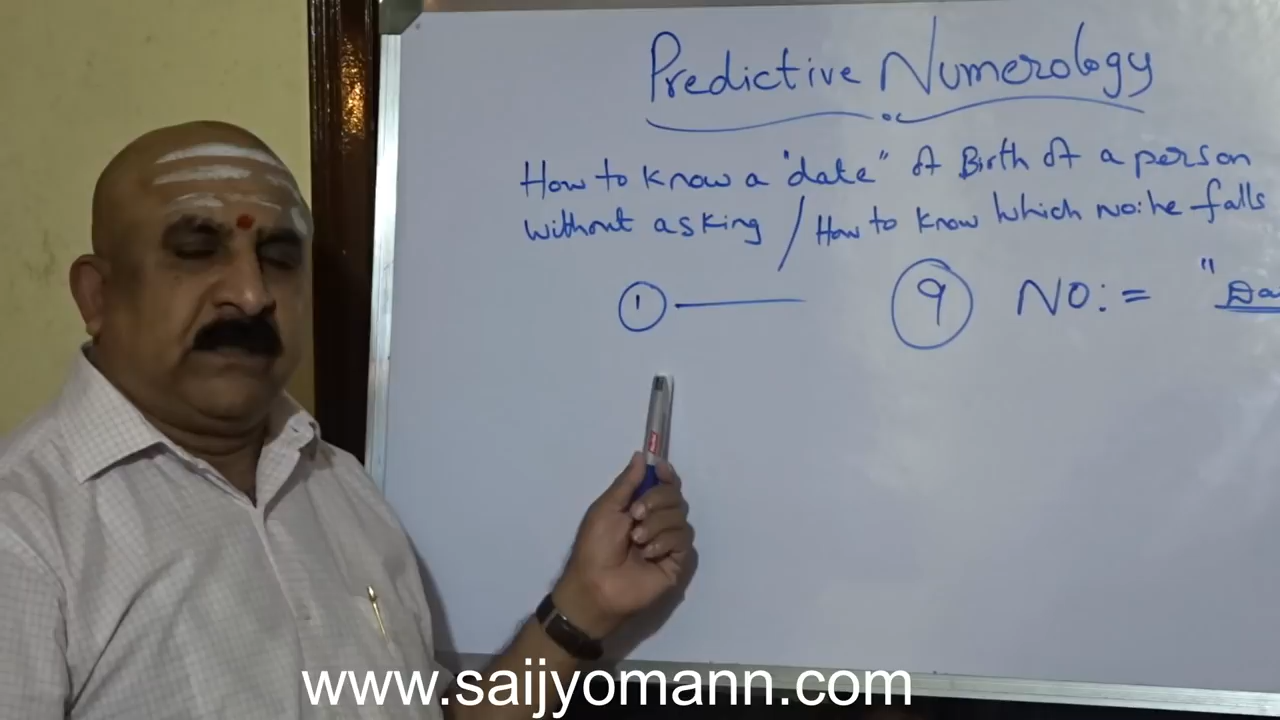 Predictive Numerology
How to know a "date" of Birth of a person
without asking / How to know which no: he falls
1 ——— 9 NO: = "Da
www.saijyomann.com